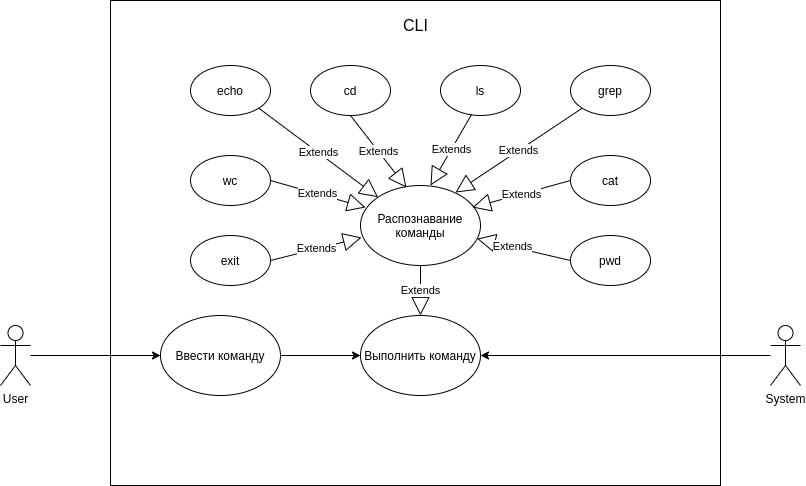 CLI
echo
cd
ls
grep
Extends
Extends
Extends
Extends
wc
Extends
Распознавание
команды
Extends
cat
exit
Extends
Extends
pwd
Extends
Ввести команду
Выполнить команду
User
System